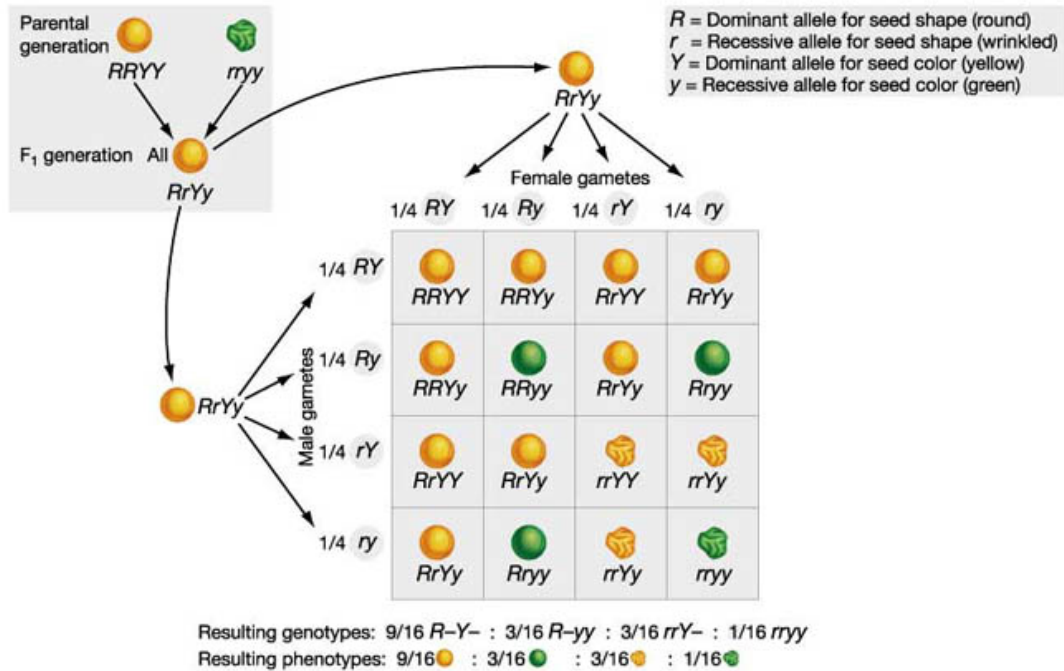 Parental
generation
RRYY
rryy
F1 generation All
RrYy
R = Dominant allele for seed shape (round)
r = Recessive allele for seed shape (wrinkled)
Y = Dominant allele for seed color (yellow)
y = Recessive allele for seed color (green)
RrYy
Female gametes
1/4 RY 1/4 Ry 1/4 rY 1/4 ry
RrYy
Male gametes
1/4 RY
RRYY RRYy RrYY RrYy
1/4 Ry
RRYy RRyy RrYy Rryy
1/4 rY
RrYY RrYy rrYY rrYy
1/4 ry
RrYy Rryy rrYy rryy
Resulting genotypes: 9/16 R–Y– : 3/16 R–yy : 3/16 rrY– : 1/16 rryy
Resulting phenotypes: 9/16 : 3/16 : 3/16 : 1/16